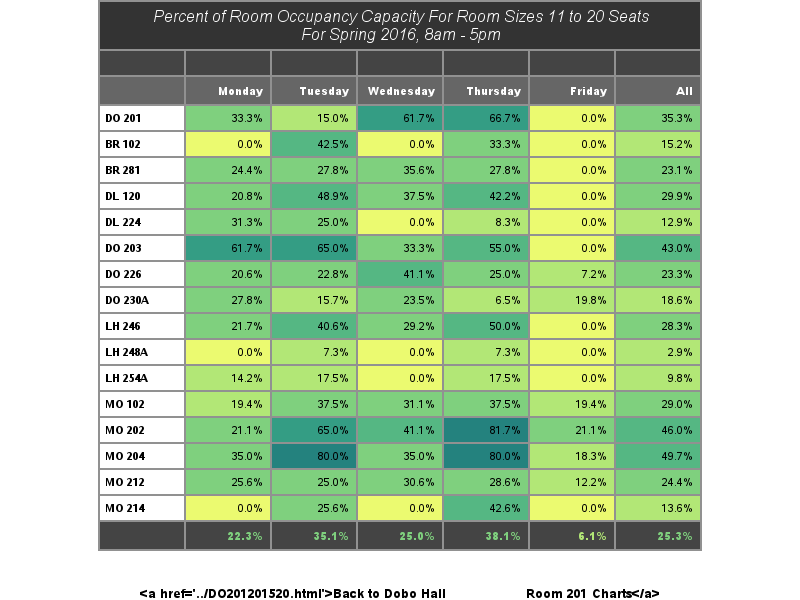 Percent of Room Occupancy Capacity For Room Sizes 11 to 20 Seats
For Spring 2016, 8am - 5pm
Monday Tuesday Wednesday Thursday Friday All
DO 201 33.3% 15.0% 61.7% 66.7% 0.0% 35.3%
BR 102 0.0% 42.5% 0.0% 33.3% 0.0% 15.2%
BR 281 24.4% 27.8% 35.6% 27.8% 0.0% 23.1%
DL 120 20.8% 48.9% 37.5% 42.2% 0.0% 29.9%
DL 224 31.3% 25.0% 0.0% 8.3% 0.0% 12.9%
DO 203 61.7% 65.0% 33.3% 55.0% 0.0% 43.0%
DO 226 20.6% 22.8% 41.1% 25.0% 7.2% 23.3%
DO 230A 27.8% 15.7% 23.5% 6.5% 19.8% 18.6%
LH 246 21.7% 40.6% 29.2% 50.0% 0.0% 28.3%
LH 248A 0.0% 7.3% 0.0% 7.3% 0.0% 2.9%
LH 254A 14.2% 17.5% 0.0% 17.5% 0.0% 9.8%
MO 102 19.4% 37.5% 31.1% 37.5% 19.4% 29.0%
MO 202 21.1% 65.0% 41.1% 81.7% 21.1% 46.0%
MO 204 35.0% 80.0% 35.0% 80.0% 18.3% 49.7%
MO 212 25.6% 25.0% 30.6% 28.6% 12.2% 24.4%
MO 214 0.0% 25.6% 0.0% 42.6% 0.0% 13.6%
22.3% 35.1% 25.0% 38.1% 6.1% 25.3%
<a href='../DO201201520.html'>Back to Dobo Hall Room 201 Charts</a>